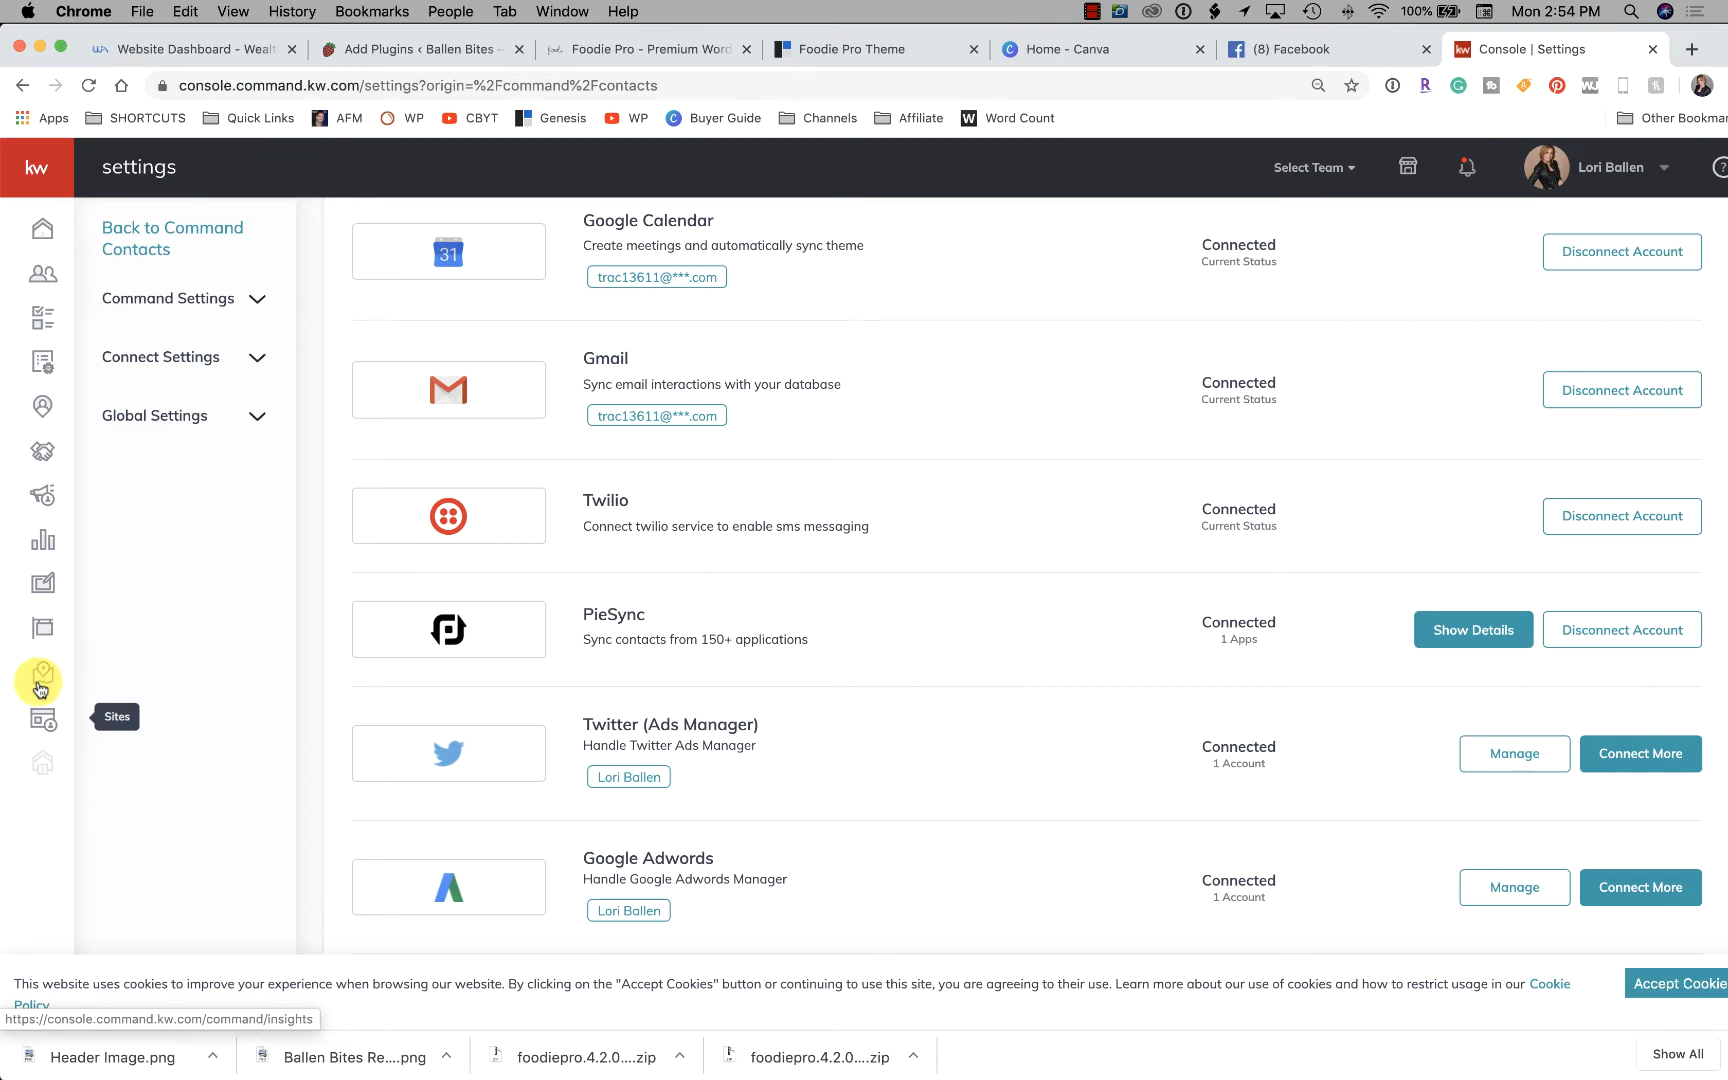 Chrome File Edit View History Bookmarks People Tab Window Help 100% Mon 2:54 PM
Website Dashboard - Wealt Add Plugins ‹ Ballen Bites — Foodie Pro - Premium Word Foodie Pro Theme Home - Canva (8) Facebook Console | Settings
console.command.kw.com/settings?origin=%2Fcommand%2Fcontacts
Apps SHORTCUTS Quick Links AFM WP CBYT Genesis WP Buyer Guide Channels Affiliate Word Count Other Bookmar
kw settings Select Team Lori Ballen
Back to Command
Contacts
Command Settings
Connect Settings
Global Settings
Sites
Google Calendar
Create meetings and automatically sync theme
trac13611@***.com
Connected
Current Status
Disconnect Account
Gmail
Sync email interactions with your database
trac13611@***.com
Connected
Current Status
Disconnect Account
Twilio
Connect twilio service to enable sms messaging
Connected
Current Status
Disconnect Account
PieSync
Sync contacts from 150+ applications
Connected
1 Apps
Show Details
Disconnect Account
Twitter (Ads Manager)
Handle Twitter Ads Manager
Lori Ballen
Connected
1 Account
Manage
Connect More
Google Adwords
Handle Google Adwords Manager
Lori Ballen
Connected
1 Account
Manage
Connect More
This website uses cookies to improve your experience when browsing our website. By clicking on the "Accept Cookies" button or continuing to use this site, you are agreeing to their use. Learn more about our use of cookies and how to restrict usage in our Cookie
Policy
Accept Cookie
https://console.command.kw.com/command/insights
Header Image.png Ballen Bites Re....png foodiepro.4.2.0....zip foodiepro.4.2.0....zip Show All